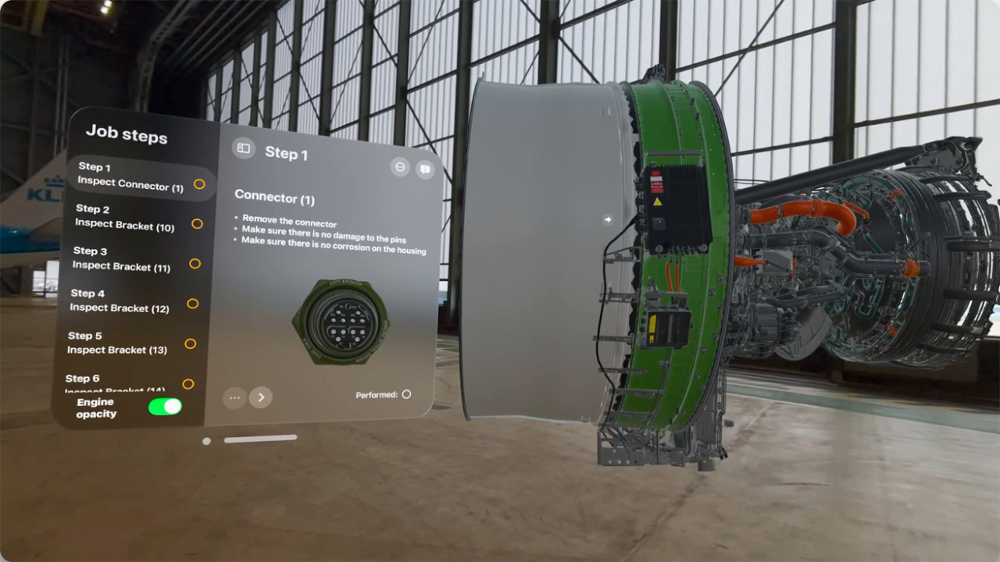 Job steps
Step 1
Inspect Connector (1)
Step 2
Inspect Bracket (10)
Step 3
Inspect Bracket (11)
Step 4
Inspect Bracket (12)
Step 5
Inspect Bracket (13)
Step 6
Inspect Bracket (14)
Engine
opacity
Step 1
Connector (1)
• Remove the connector
• Make sure there is no damage to the pins
• Make sure there is no corrosion on the housing
Performed:
KL